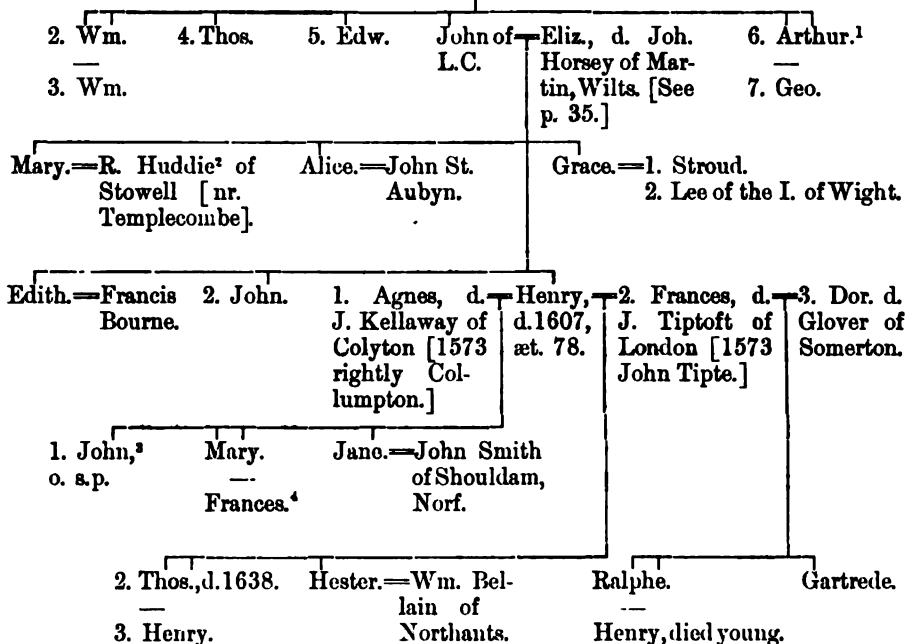 2. Wm. 4. Thos. 5. Edw. John of = Eliz., d. Joh. 6. Arthur.¹
— L.C. Horsey of Mar- —
3. Wm. tin, Wilts. [See 7. Geo.
p. 35.]
Mary.=R. Huddie² of Alice.=John St. Grace.=1. Stroud.
Stowell [nr. Aubyn. 2. Lee of the I. of Wight.
Templecombe].
Edith.=Francis 2. John. 1. Agnes, d.=Henry,=2. Frances, d.=3. Dor. d.
Bourne. J. Kellaway of d.1607, J. Tiptoft of Glover of
Colyton [1573 æt. 78. London [1573 Somerton.
rightly Col- John Tipte.]
lumpton.]
1. John,³ Mary. Jane.=John Smith
o. s.p. — of Shouldam,
Frances.⁴ Norf.
2. Thos., d.1638. Hester.=Wm. Bel- Ralphe. Gartrede.
— lain of —
3. Henry. Northants. Henry, died young.